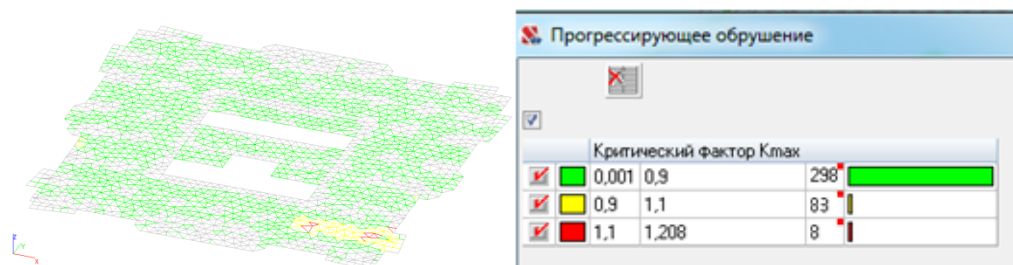 Прогрессирующее обрушение
Критический фактор Kmax
0,001 0,9 298
0,9 1,1 83
1,1 1,208 8
Z
Y
X